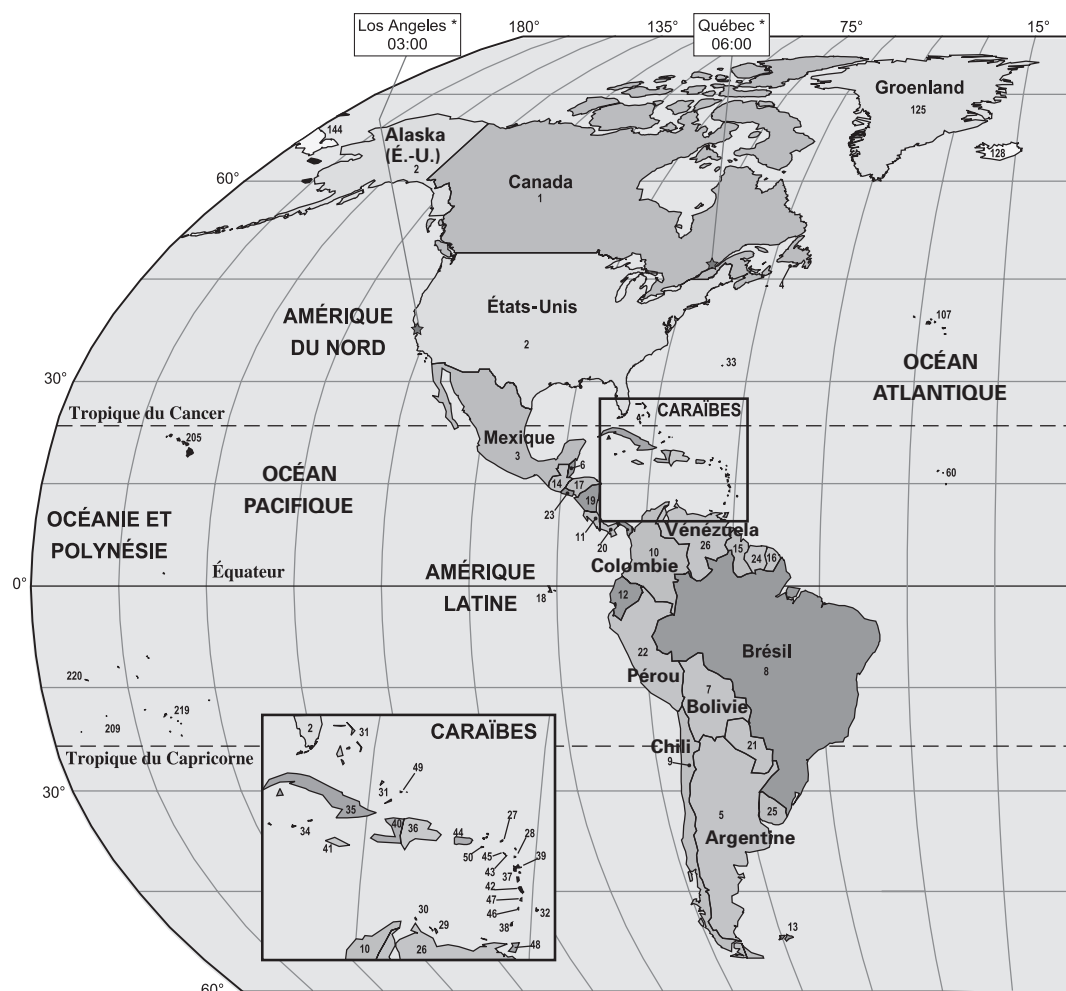 Los Angeles *
03:00
180°
135°
Québec *
06:00
75°
15°
Groenland
125
144
Alaska
(É.-U.)
2
128
60°
Canada
1
4
États-Unis
2
AMÉRIQUE
DU NORD
107
33
OCÉAN
ATLANTIQUE
30°
Tropique du Cancer
205
CARAÏBES
4
Mexique
3
6
14
17
19
23
11
20
60
OCÉAN
PACIFIQUE
OCÉANIE ET
POLYNÉSIE
Vénézuela
26
15
24
16
10
Colombie
Équateur
0°
AMÉRIQUE
LATINE
18
12
22
Pérou
Brésil
8
7
Bolivie
220
219
209
Tropique du Capricorne
Chili
9
21
30°
25
5
Argentine
13
60°
CARAÏBES
2
31
49
31
35
34
41
40
36
44
27
28
50
45
43
39
37
42
47
46
32
30
29
38
48
10
26